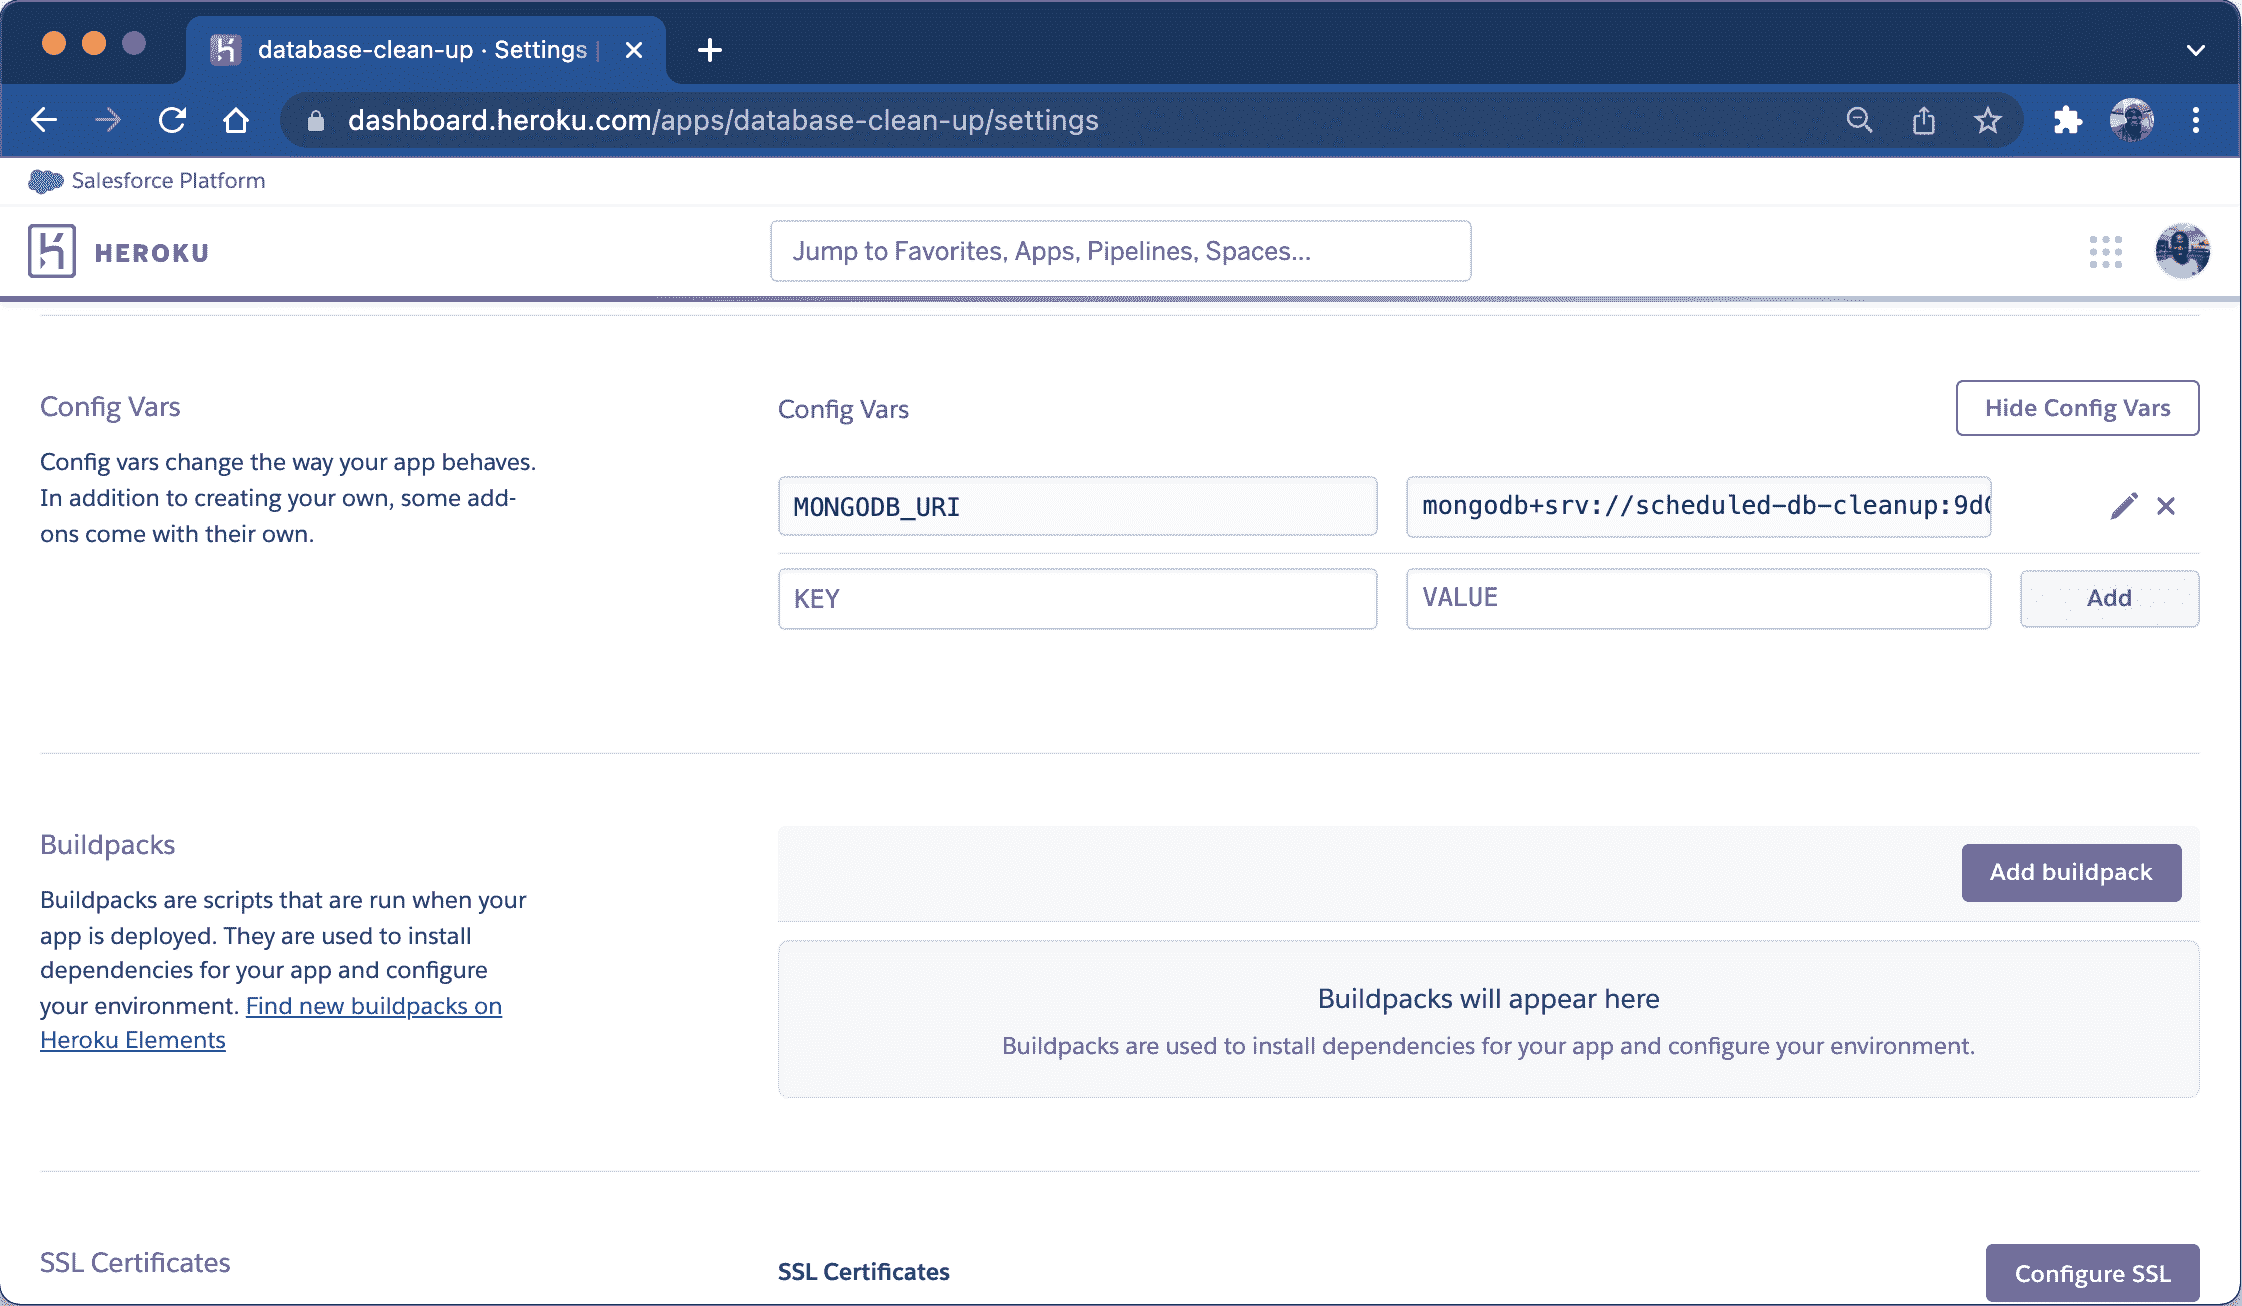 database-clean-up · Settings |
dashboard.heroku.com/apps/database-clean-up/settings
Salesforce Platform
HEROKU
Jump to Favorites, Apps, Pipelines, Spaces...
Config Vars
Config vars change the way your app behaves.
In addition to creating your own, some add-
ons come with their own.
Config Vars
Hide Config Vars
MONGODB_URI
mongodb+srv://scheduled-db-cleanup:9d
KEY
VALUE
Add
Buildpacks
Buildpacks are scripts that are run when your
app is deployed. They are used to install
dependencies for your app and configure
your environment. Find new buildpacks on
Heroku Elements
Add buildpack
Buildpacks will appear here
Buildpacks are used to install dependencies for your app and configure your environment.
SSL Certificates
SSL Certificates
Configure SSL